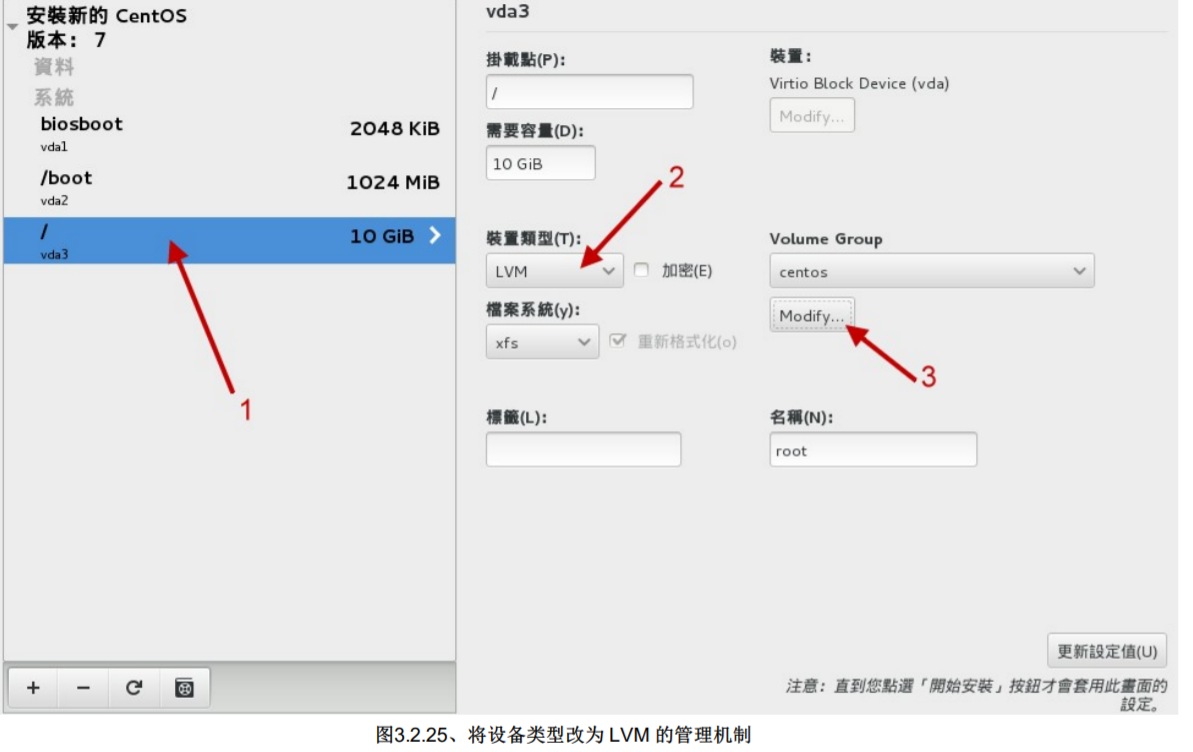 安裝新的 CentOS
版本： 7
資料
系統
biosboot
2048 KiB
vda1
/boot
1024 MiB
vda2
/
10 GiB
vda3
1
vda3
掛載點(P):
/
需要容量(D):
10 GiB
裝置：
Virtio Block Device (vda)
Modify...
2
裝置類型(T):
LVM
加密(E)
Volume Group
centos
Modify...
3
檔案系統(y):
xfs
重新格式化(o)
標籤(L):
名稱(N):
root
更新設定值(U)
注意：直到您點選「開始安裝」按鈕才會套用此畫面的
設定。
图3.2.25、将设备类型改为 LVM 的管理机制